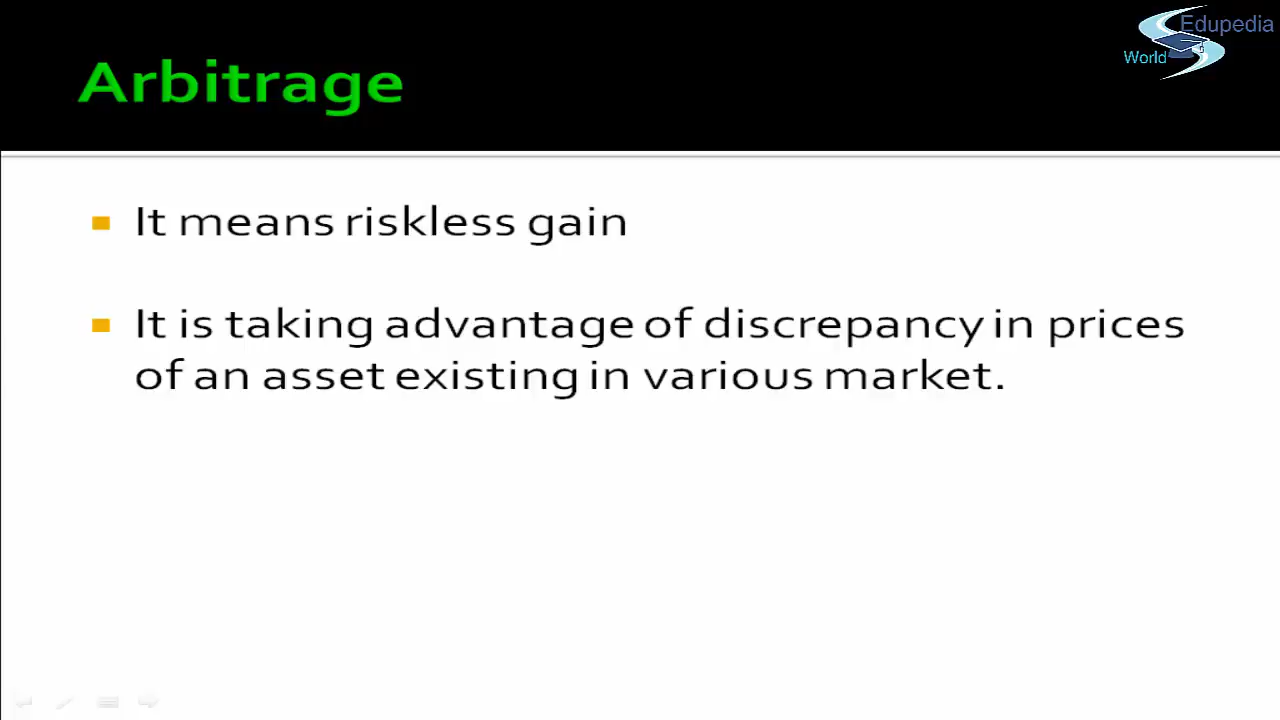 Edupedia
World
Arbitrage
It means riskless gain
It is taking advantage of discrepancy in prices
of an asset existing in various market.